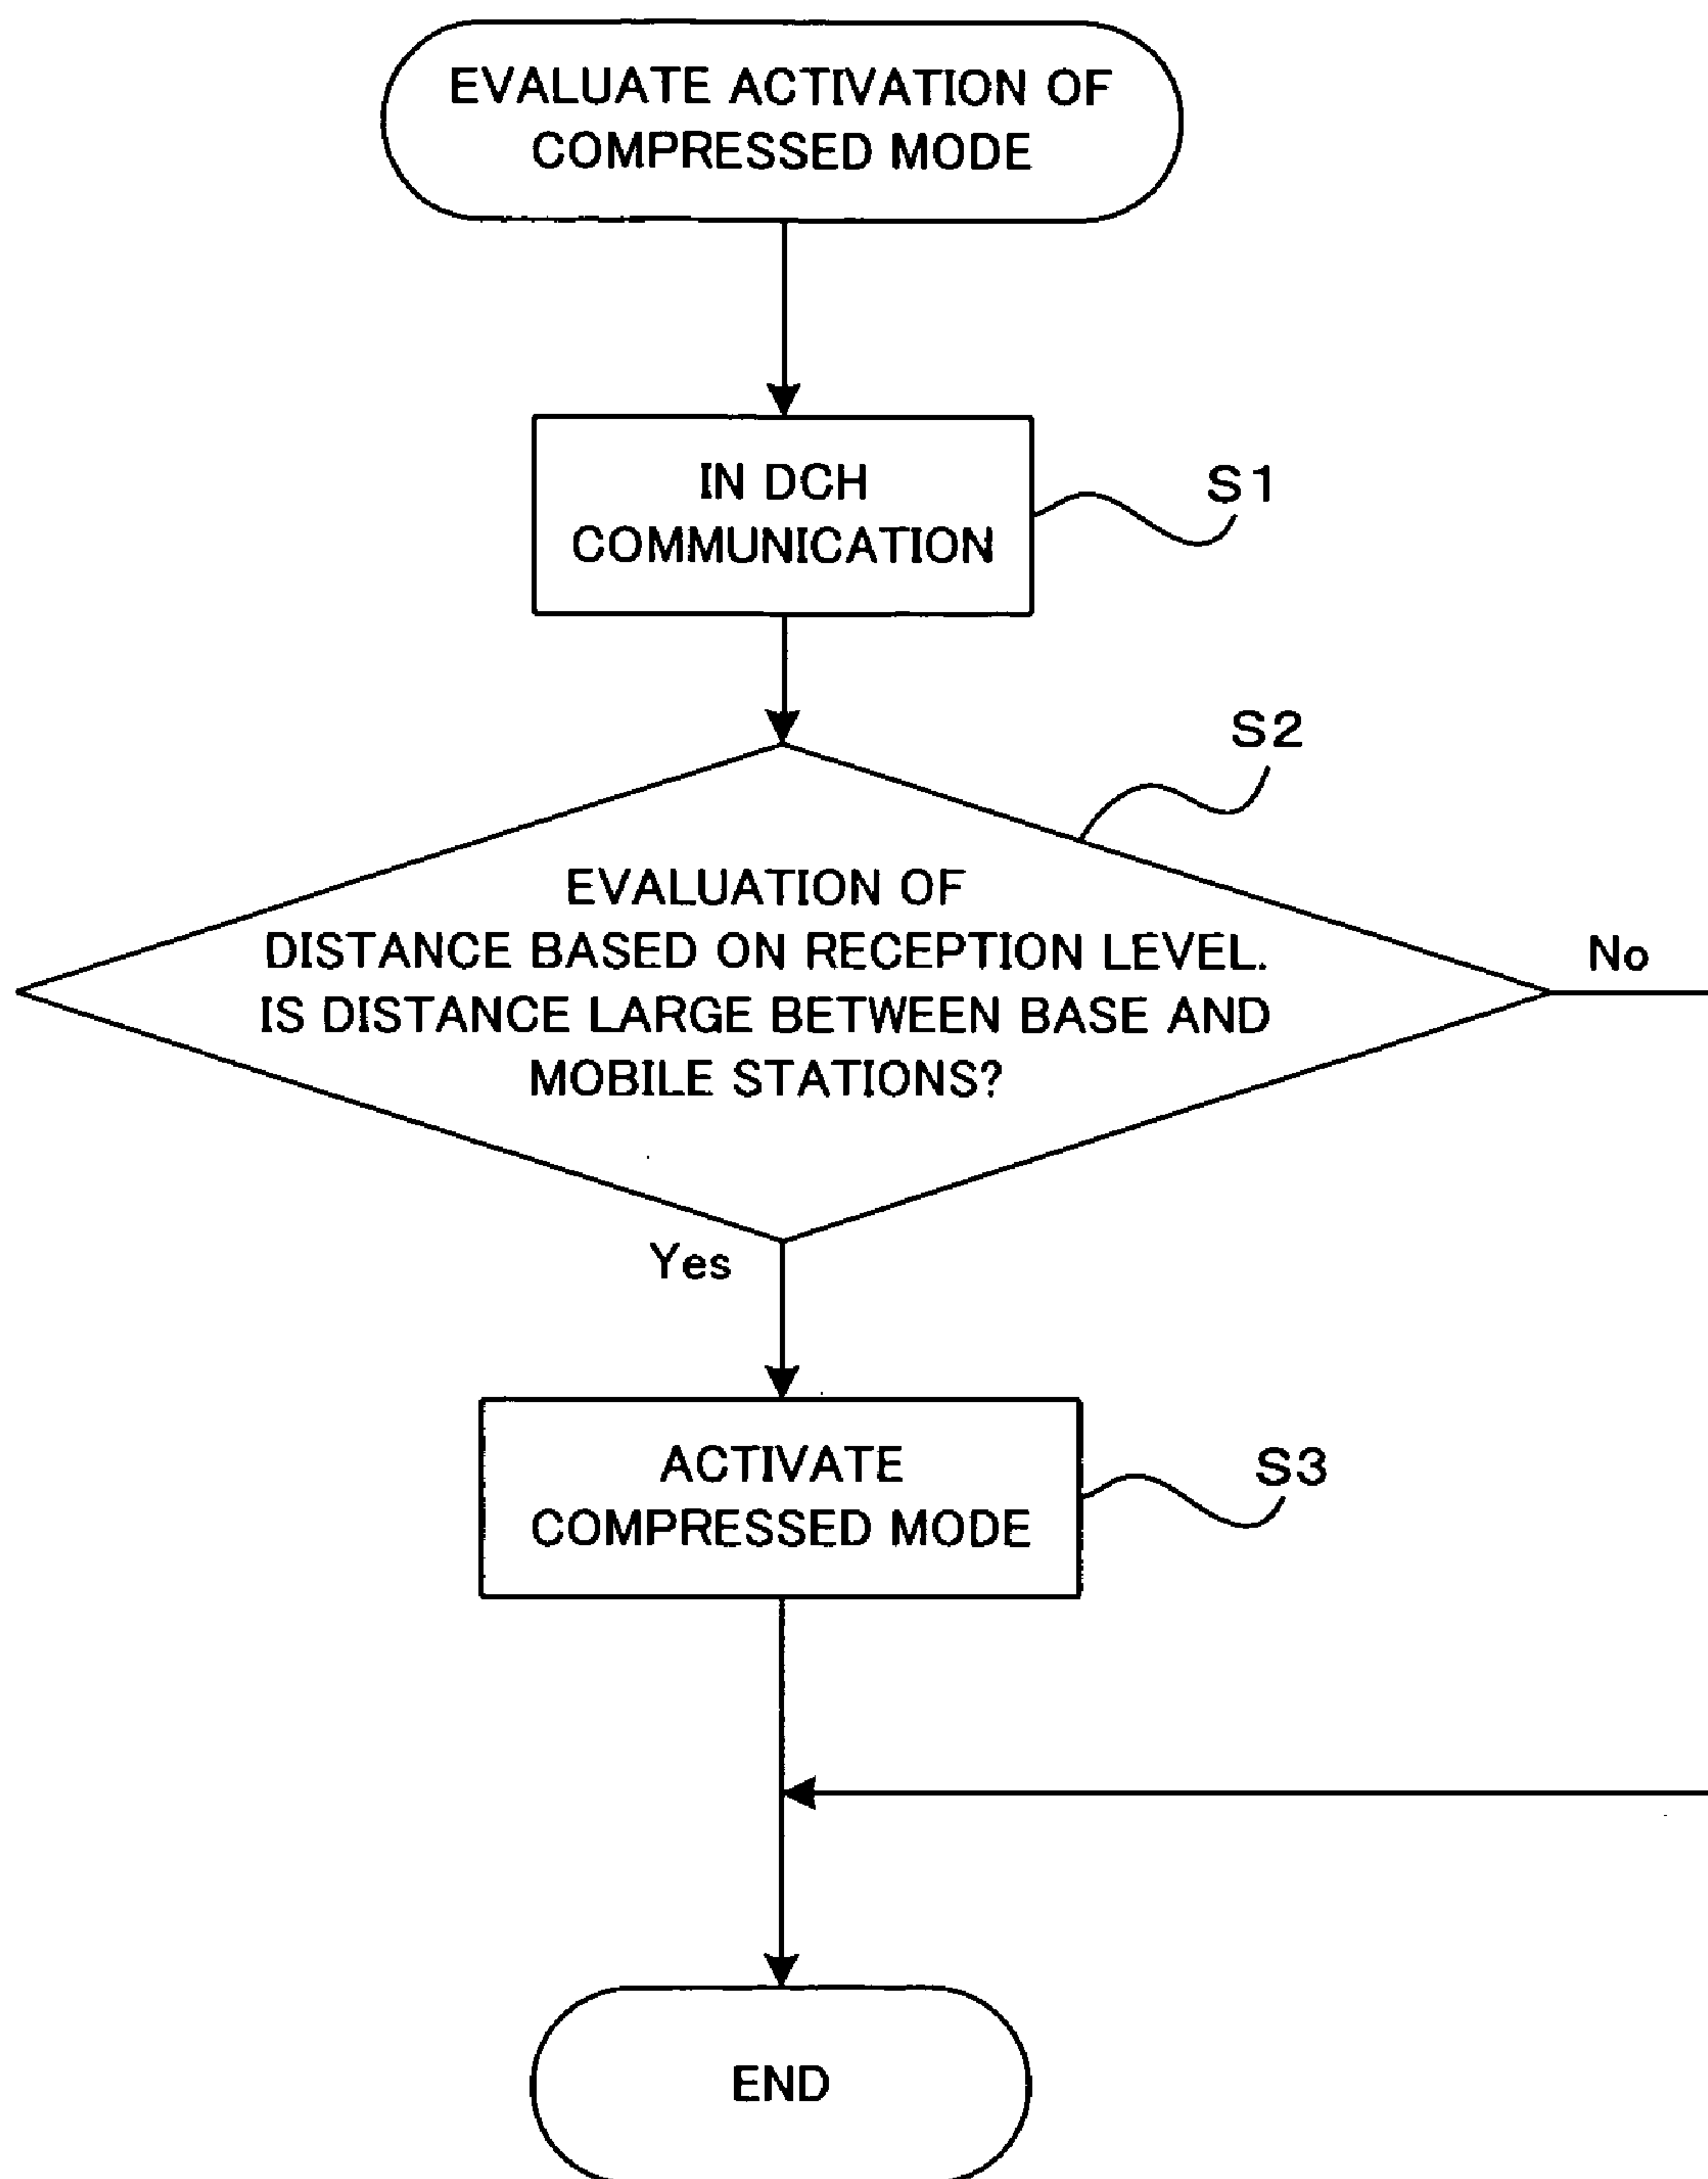 EVALUATE ACTIVATION OF
COMPRESSED MODE
IN DCH
COMMUNICATION
S1
S2
EVALUATION OF
DISTANCE BASED ON RECEPTION LEVEL.
IS DISTANCE LARGE BETWEEN BASE AND
MOBILE STATIONS?
No
Yes
ACTIVATE
COMPRESSED MODE
S3
END